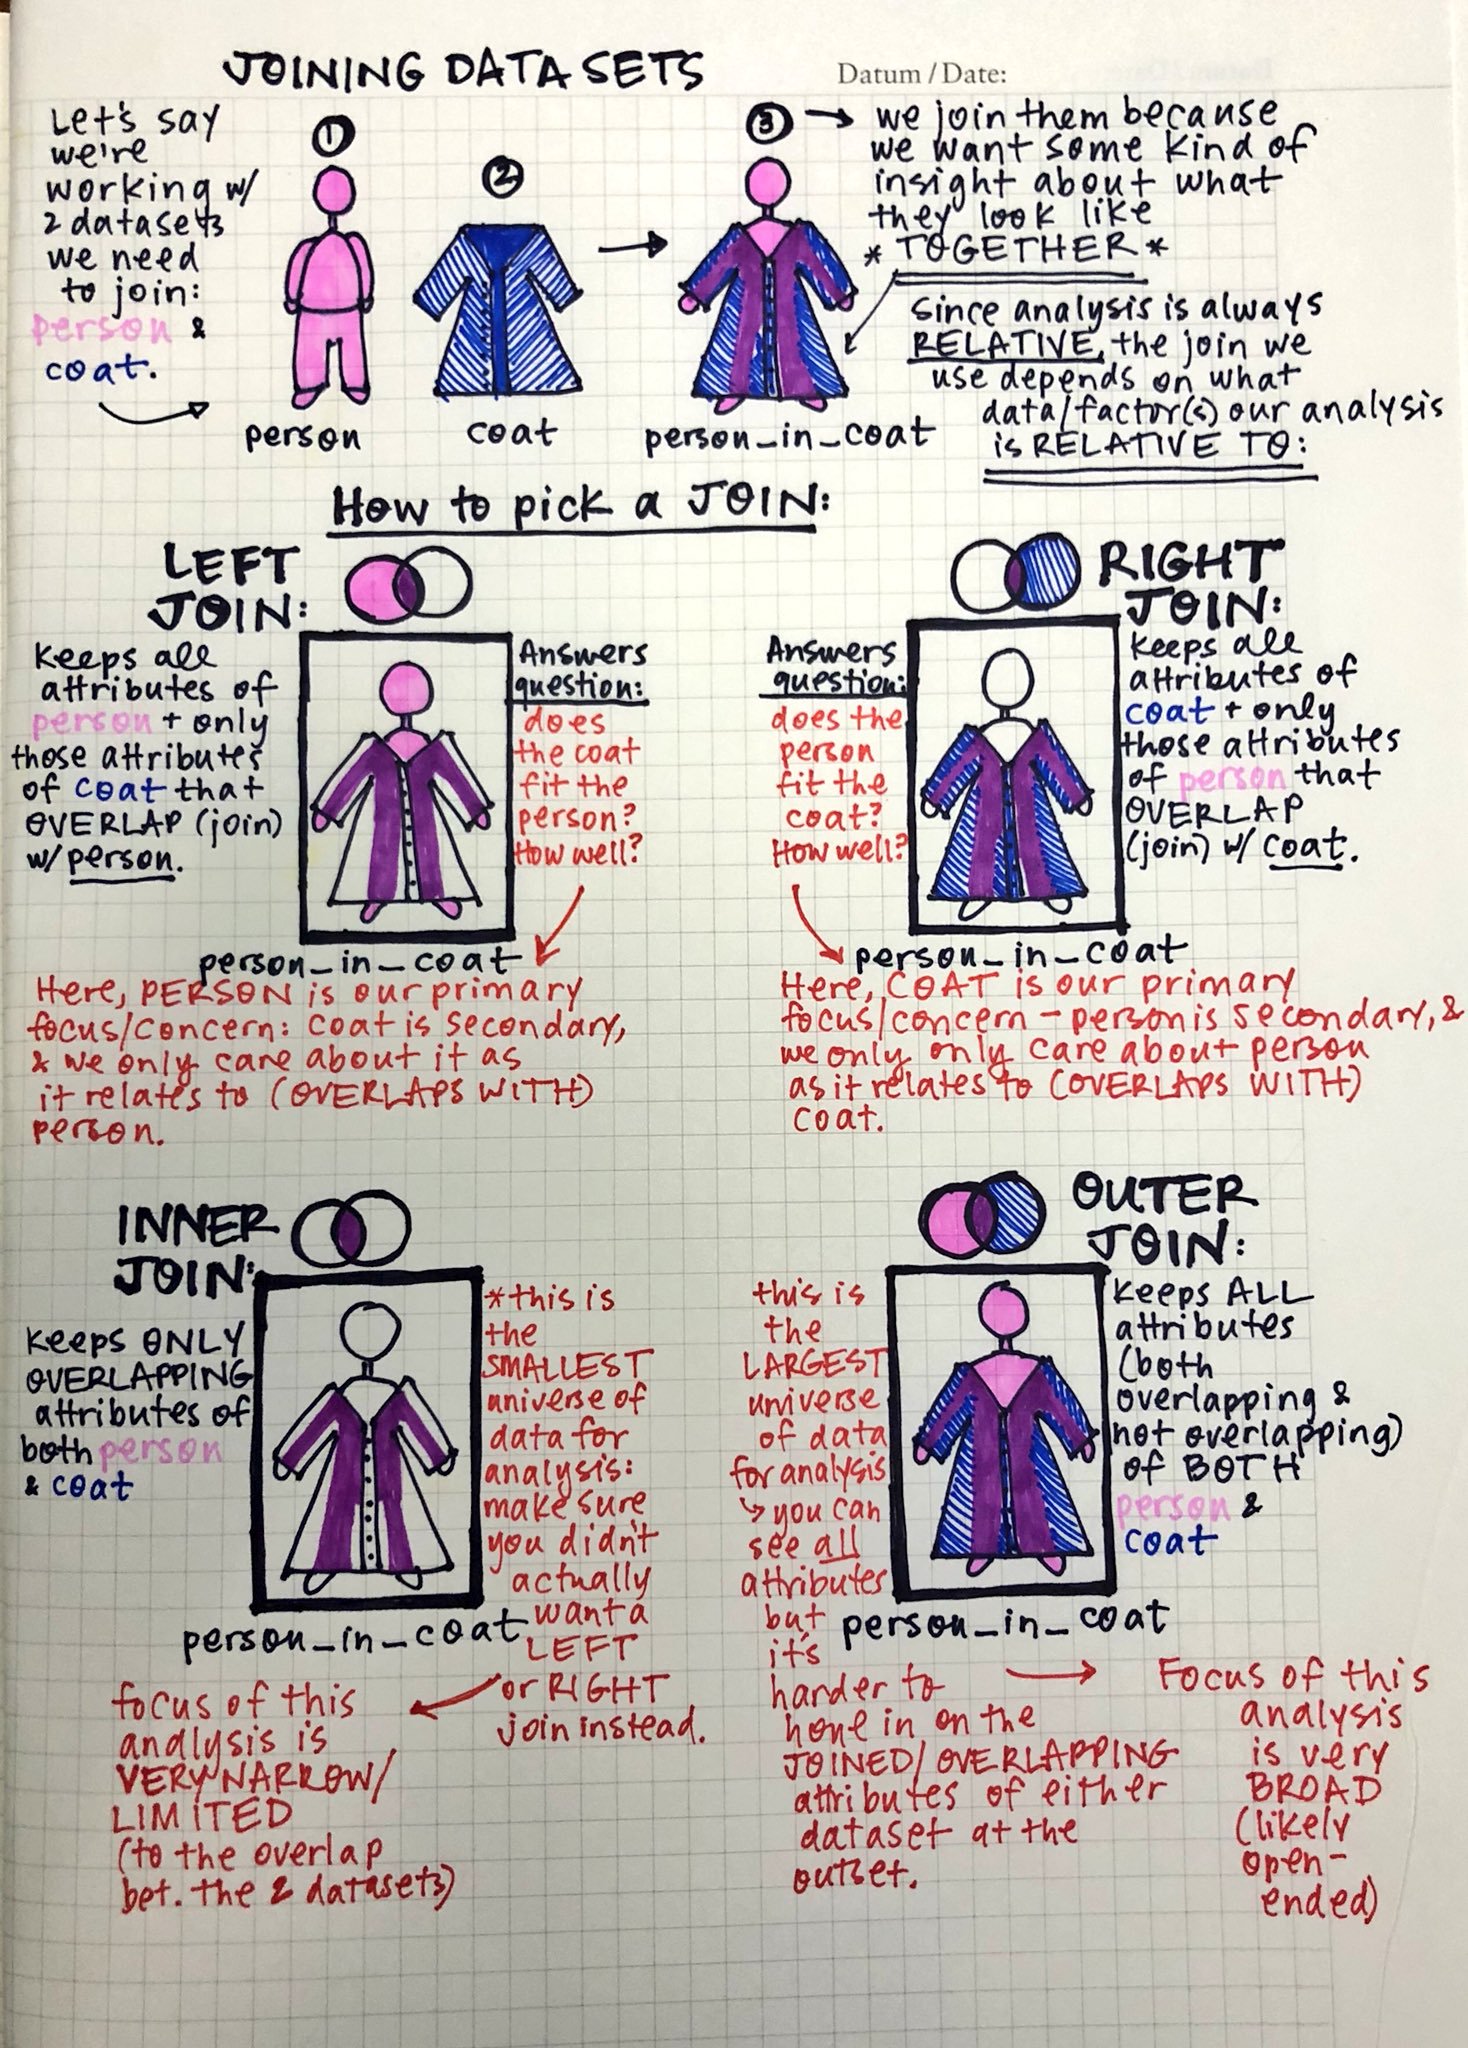 JOINING DATA SETS
Datum / Date:
Let's say
we're
working w/
2 datasets
we need
to join:
person &
coat.
1
person
2
coat
3
person_in_coat
we join them because
we want some kind of
insight about what
they look like
* TOGETHER *
Since analysis is always
RELATIVE, the join we
use depends on what
data/factor(s) our analysis
is RELATIVE TO:
How to pick a JOIN:
LEFT
JOIN:
Keeps all
attributes of
person + only
those attributes
of coat that
OVERLAP (join)
w/ person.
Answers
question:
does
the coat
fit the
person?
How well?
person_in_coat
Here, PERSON is our primary
focus/concern: coat is secondary,
& we only care about it as
it relates to (OVERLAPS WITH)
person.
RIGHT
JOIN:
Answers
question:
does the
person
fit the
coat?
How well?
Keeps all
attributes of
coat + only
those attributes
of person that
OVERLAP
(join) w/ coat.
person_in_coat
Here, COAT is our primary
focus/concern - person is secondary, &
we only only care about person
as it relates to (OVERLAPS WITH)
coat.
INNER
JOIN:
Keeps ONLY
OVERLAPPING
attributes of
both person
& coat
*this is
the
SMALLEST
universe of
data for
analysis:
make sure
you didn't
actually
want a
LEFT
or RIGHT
join instead.
person_in_coat
focus of this
analysis is
VERY NARROW/
LIMITED
(to the overlap
bet. the 2 datasets)
OUTER
JOIN:
this is
the
LARGEST
universe
of data
for analysis
↳ you can
see all
attributes
but
it's
harder to
hone in on the
JOINED/OVERLAPPING
attributes of either
dataset at the
outset.
Keeps ALL
attributes
(both
overlapping &
not overlapping)
of BOTH
person &
coat
person_in_coat
Focus of this
analysis
is very
BROAD
(likely
open-
ended)